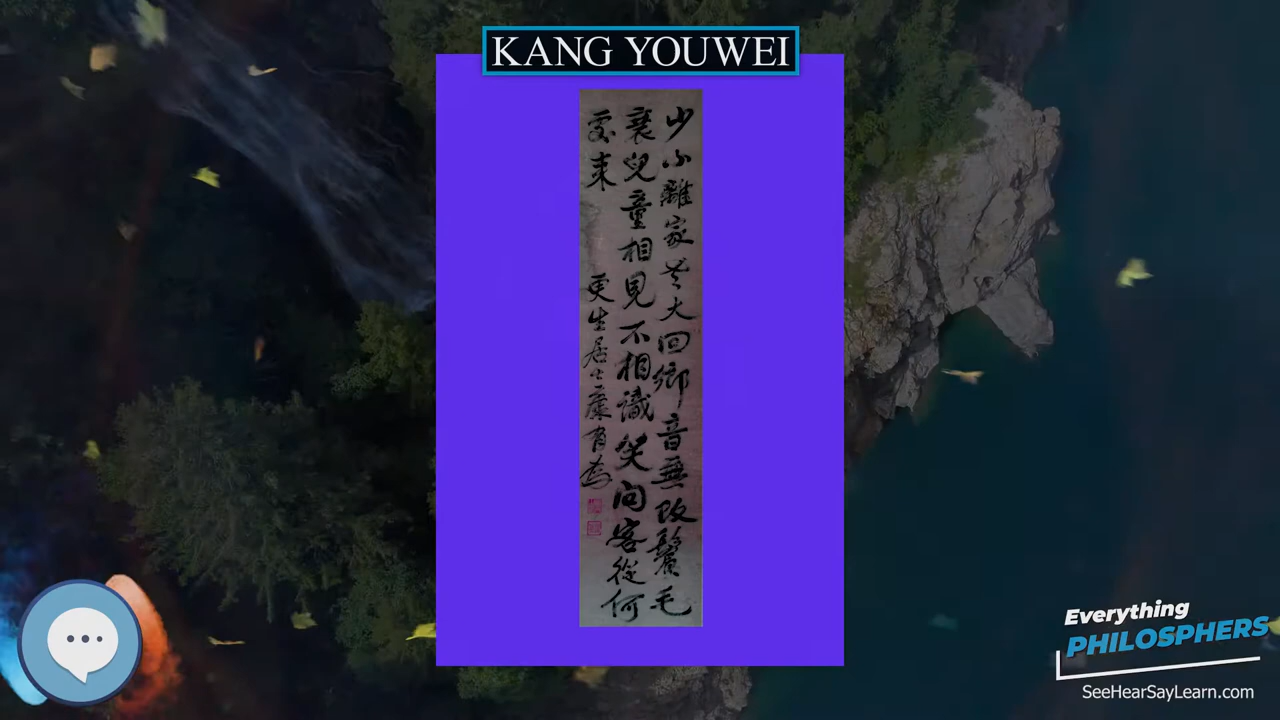 KANG YOUWEI
少小離家老大回鄉音無改鬢毛
衰兒童相見不相識笑問客從何
處來
更生居士康有為
Everything
PHILOSPHERS
SeeHearSayLearn.com